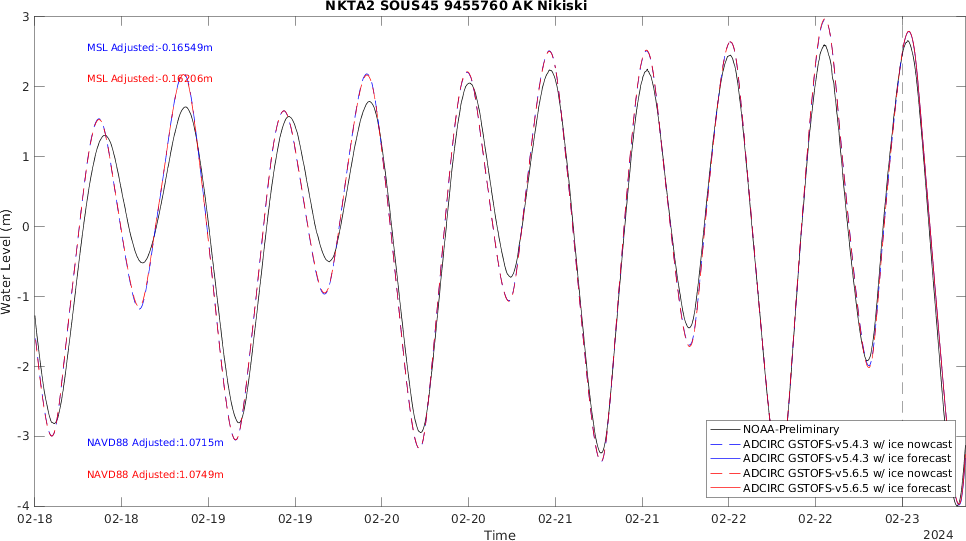 NKTA2 SOUS45 9455760 AK Nikiski
MSL Adjusted:-0.16549m
MSL Adjusted:-0.16206m
NAVD88 Adjusted:1.0715m
NAVD88 Adjusted:1.0749m
3
2
1
0
-1
-2
-3
-4
Water Level (m)
NOAA-Preliminary
ADCIRC GSTOFS-v5.4.3 w/ ice nowcast
ADCIRC GSTOFS-v5.4.3 w/ ice forecast
ADCIRC GSTOFS-v5.6.5 w/ ice nowcast
ADCIRC GSTOFS-v5.6.5 w/ ice forecast
02-18 02-18 02-19 02-19 02-20 02-20 02-21 02-21 02-22 02-22 02-23
Time
2024